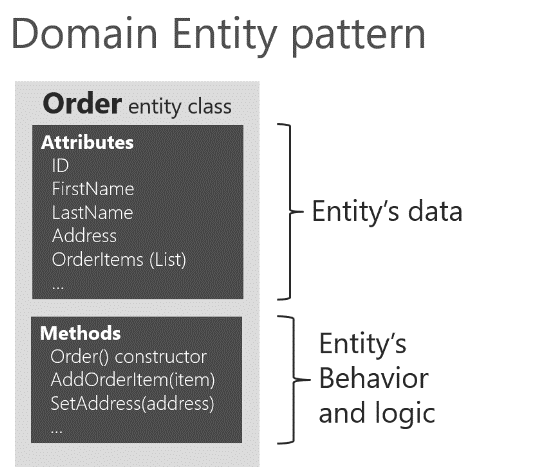 Domain Entity pattern
Order entity class
Attributes
ID
FirstName
LastName
Address
OrderItems (List)
...
Entity's data
Methods
Order() constructor
AddOrderItem(item)
SetAddress(address)
...
Entity's
Behavior
and logic